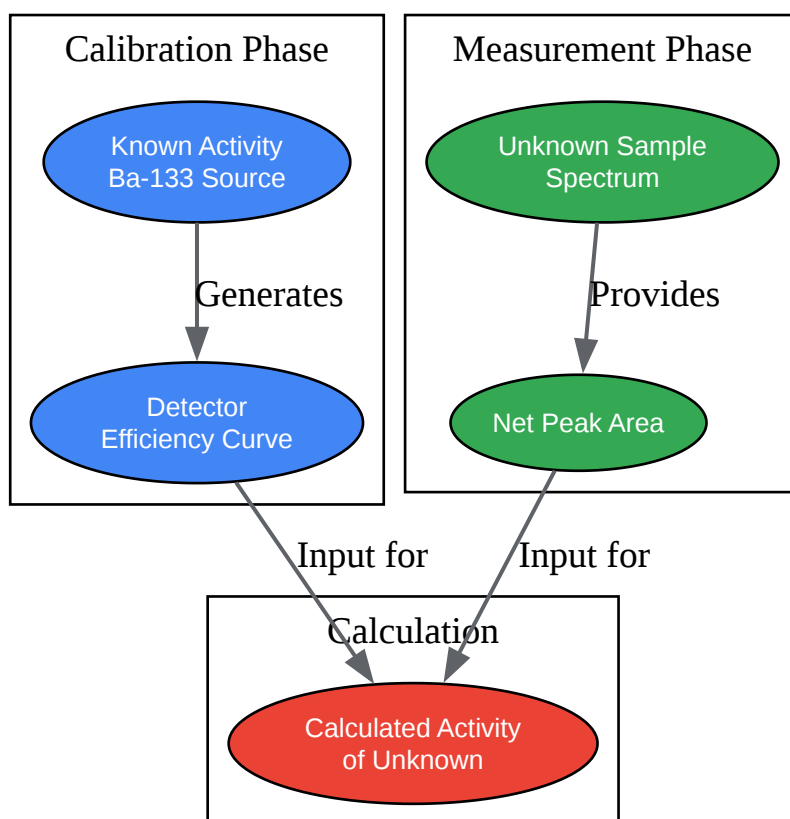 Calibration Phase
Known Activity
Ba-133 Source
Generates
Detector
Efficiency Curve
Measurement Phase
Unknown Sample
Spectrum
Provides
Net Peak Area
Input for
Input for
Calculation
Calculated Activity
of Unknown